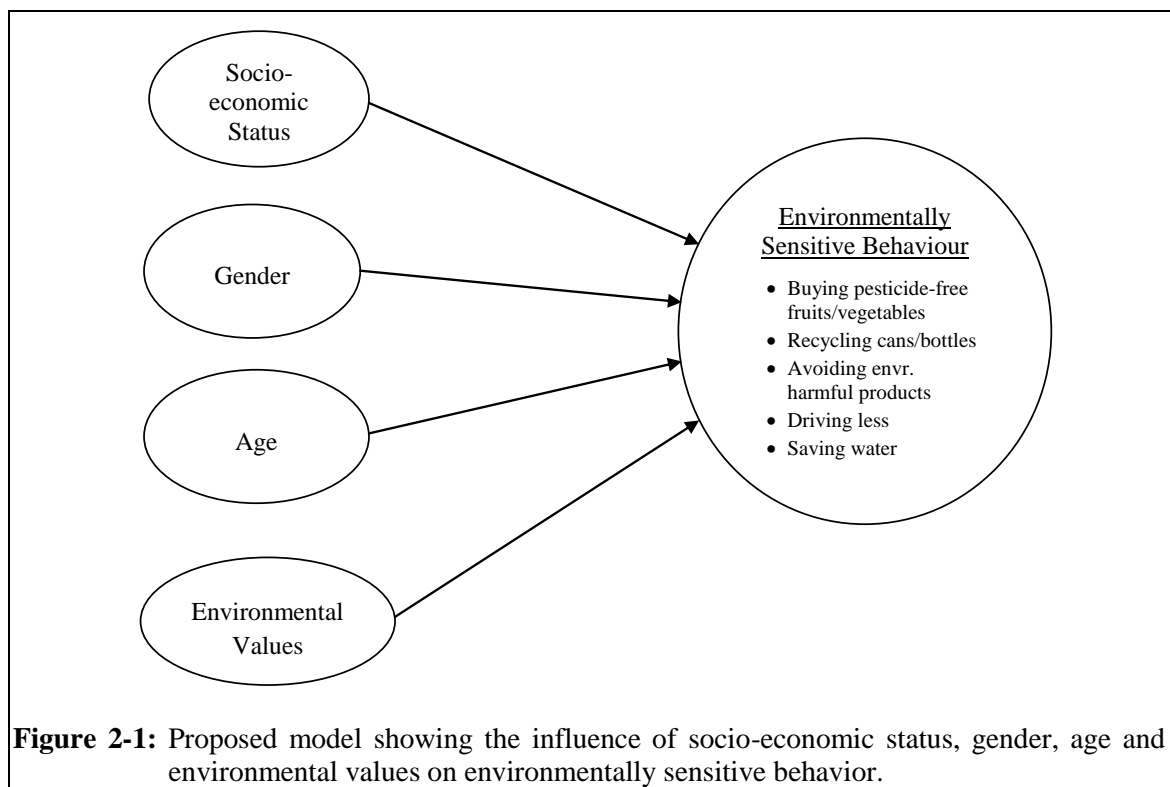 Socio-
economic
Status
Gender
Age
Environmental
Values
Environmentally
Sensitive Behaviour
• Buying pesticide-free
fruits/vegetables
• Recycling cans/bottles
• Avoiding envr.
harmful products
• Driving less
• Saving water
Figure 2-1: Proposed model showing the influence of socio-economic status, gender, age and
environmental values on environmentally sensitive behavior.